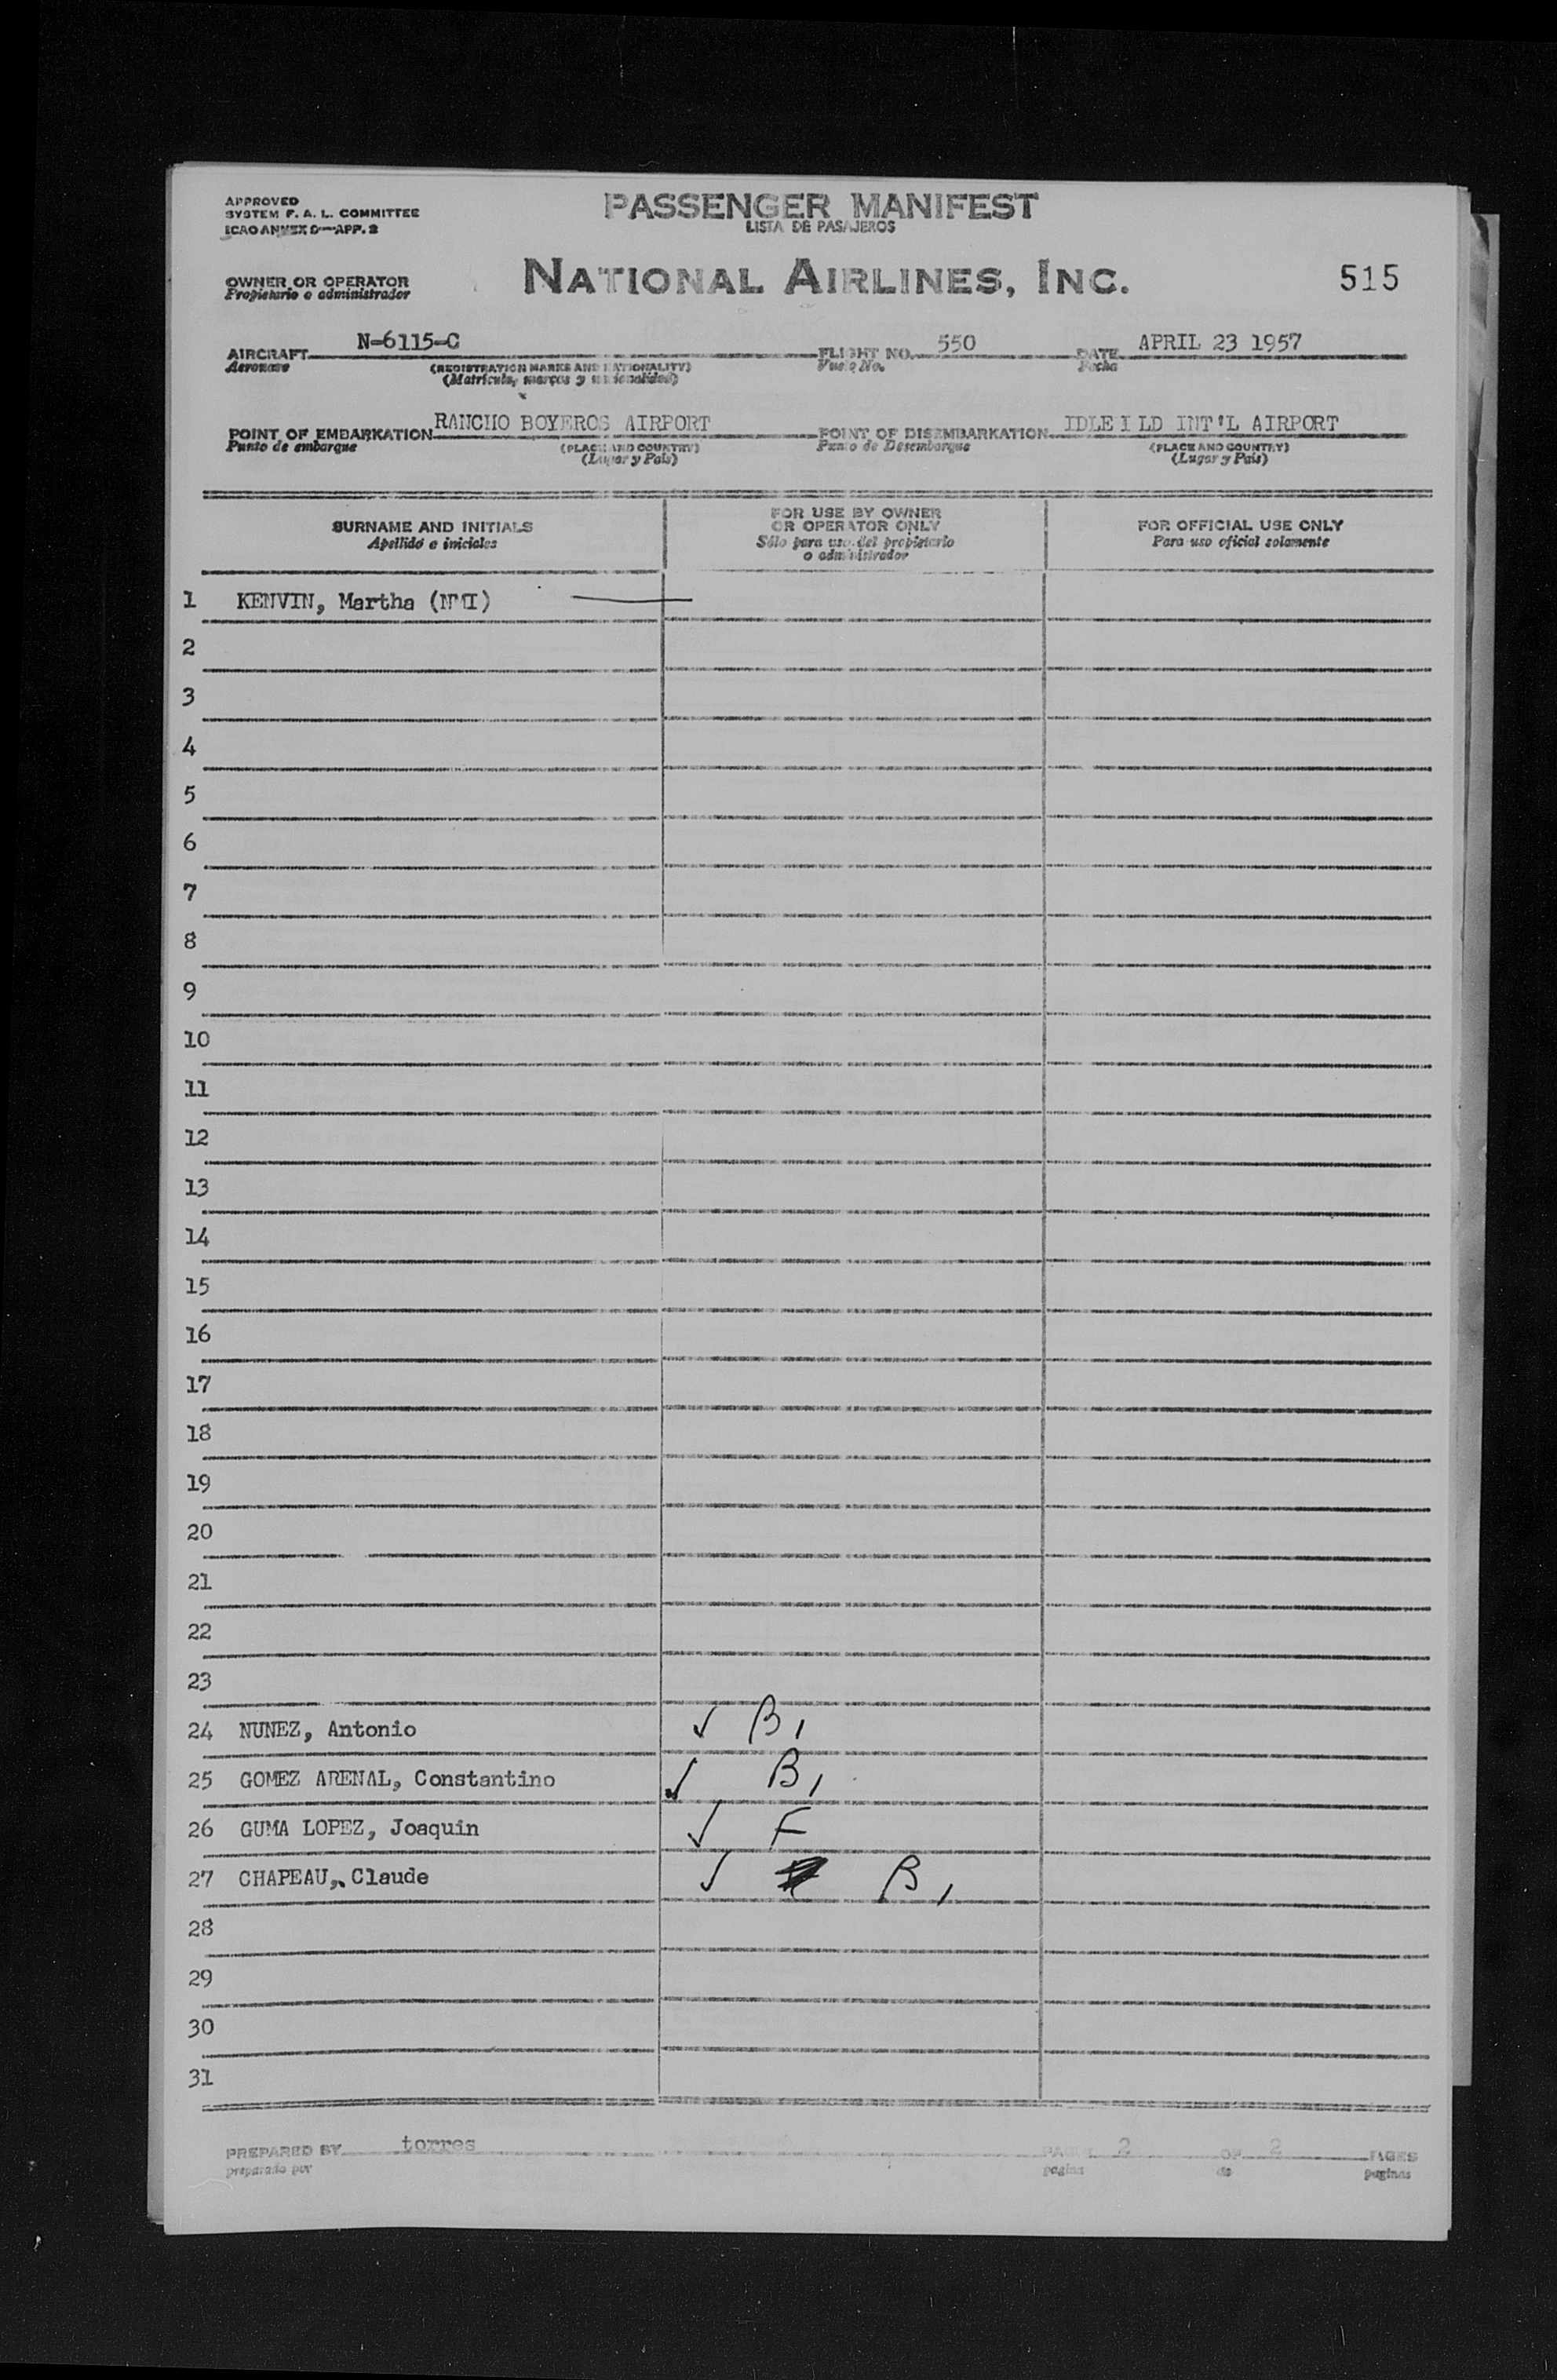 APPROVED
SYSTEM F. A. L. COMMITTEE
ICAO ANNEX 9—APP. 2
PASSENGER MANIFEST
LISTA DE PASAJEROS
OWNER OR OPERATOR
Propietario o administrador
NATIONAL AIRLINES, INC.
515
AIRCRAFT N-6115-C FLIGHT NO. 550 DATE APRIL 23 1957
Aeronave (REGISTRATION MARKS AND NATIONALITY) Vuelo No. Fecha
(Matricula, marcas y nacionalidad)
POINT OF EMBARKATION RANCHO BOYEROS AIRPORT POINT OF DISEMBARKATION IDLE I LD INT'L AIRPORT
Punto de embarque (PLACE AND COUNTRY) Punto de Desembarque (PLACE AND COUNTRY)
(Lugar y País) (Lugar y País)
SURNAME AND INITIALS
Apellido e iniciales
FOR USE BY OWNER
OR OPERATOR ONLY
Sólo para uso del propietario
o administrador
FOR OFFICIAL USE ONLY
Para uso oficial solamente
1 KENVIN, Martha (NMI)
2
3
4
5
6
7
8
9
10
11
12
13
14
15
16
17
18
19
20
21
22
23
24 NUNEZ, Antonio ✓ B1
25 GOMEZ ARENAL, Constantino ✓ B1
26 GUMA LOPEZ, Joaquin ✓ F
27 CHAPEAU, Claude ✓ B1
28
29
30
31
PREPARED BY torres PAGE 2 OF 2 PAGES
preparado por pagina de paginas